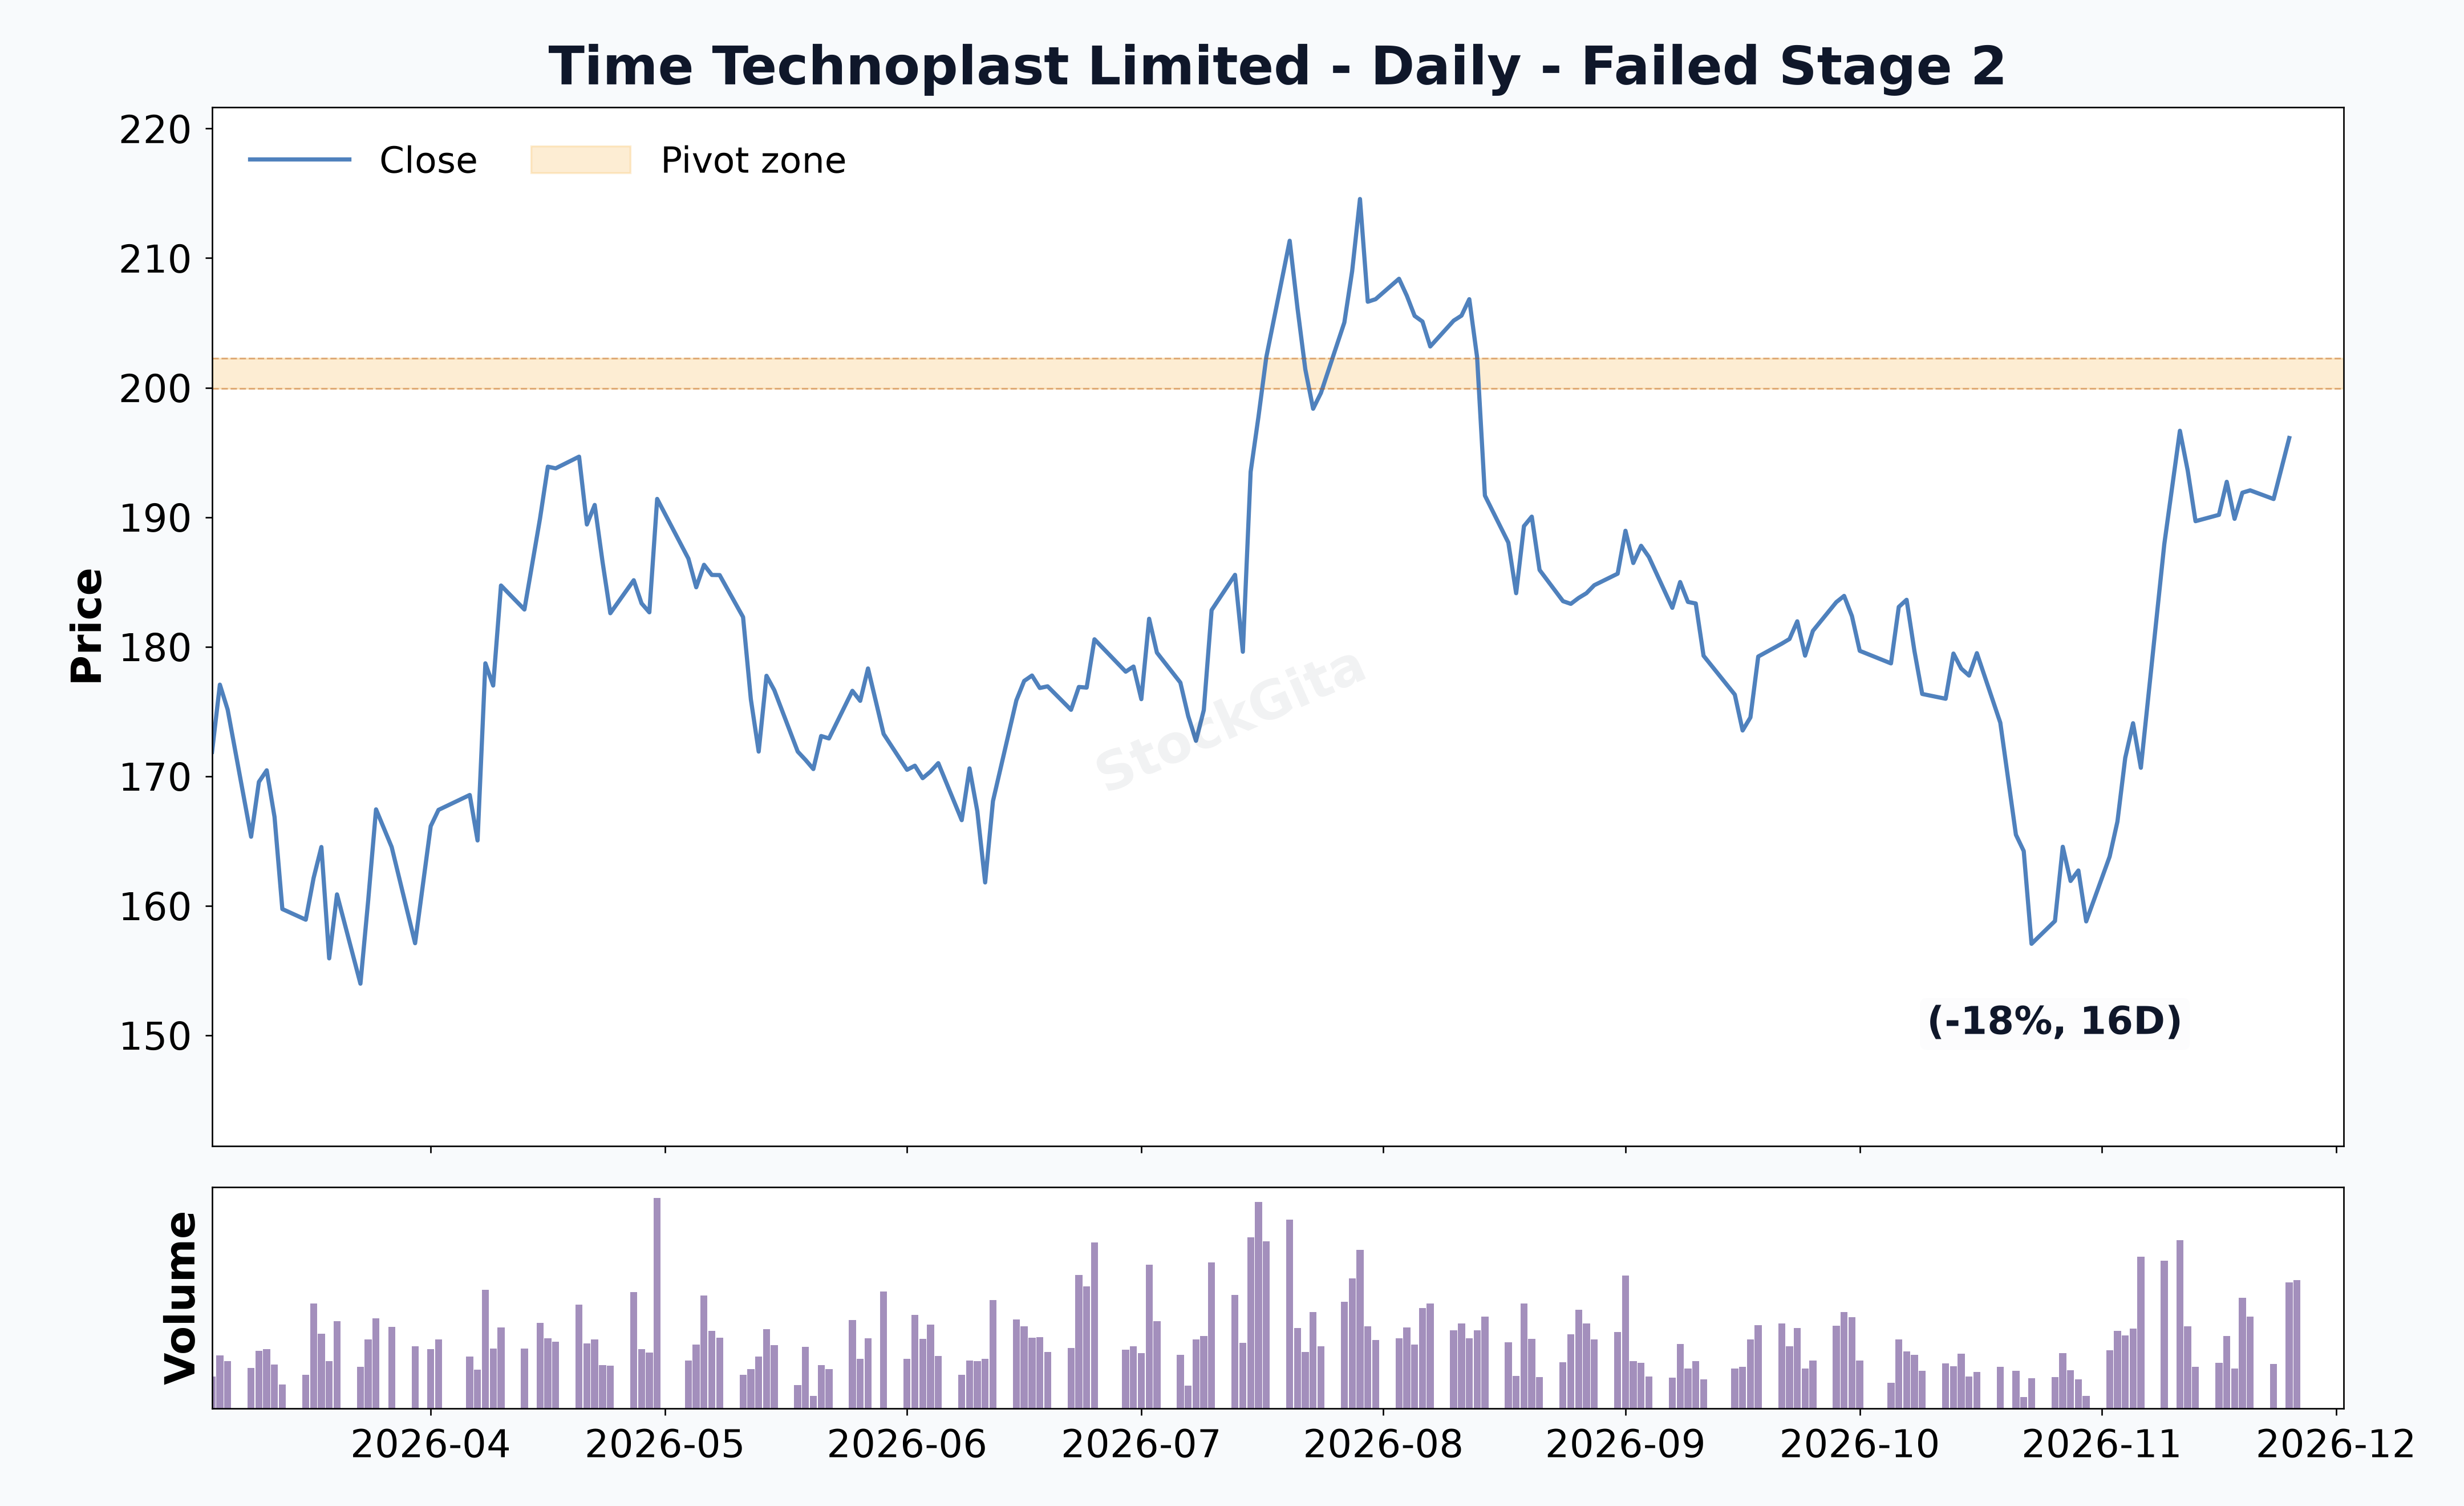 Time Technoplast Limited - Daily - Failed Stage 2
Close
Pivot zone
220
210
200
190
180
170
160
150
Price
StockGita
(-18%, 16D)
Volume
2026-04
2026-05
2026-06
2026-07
2026-08
2026-09
2026-10
2026-11
2026-12